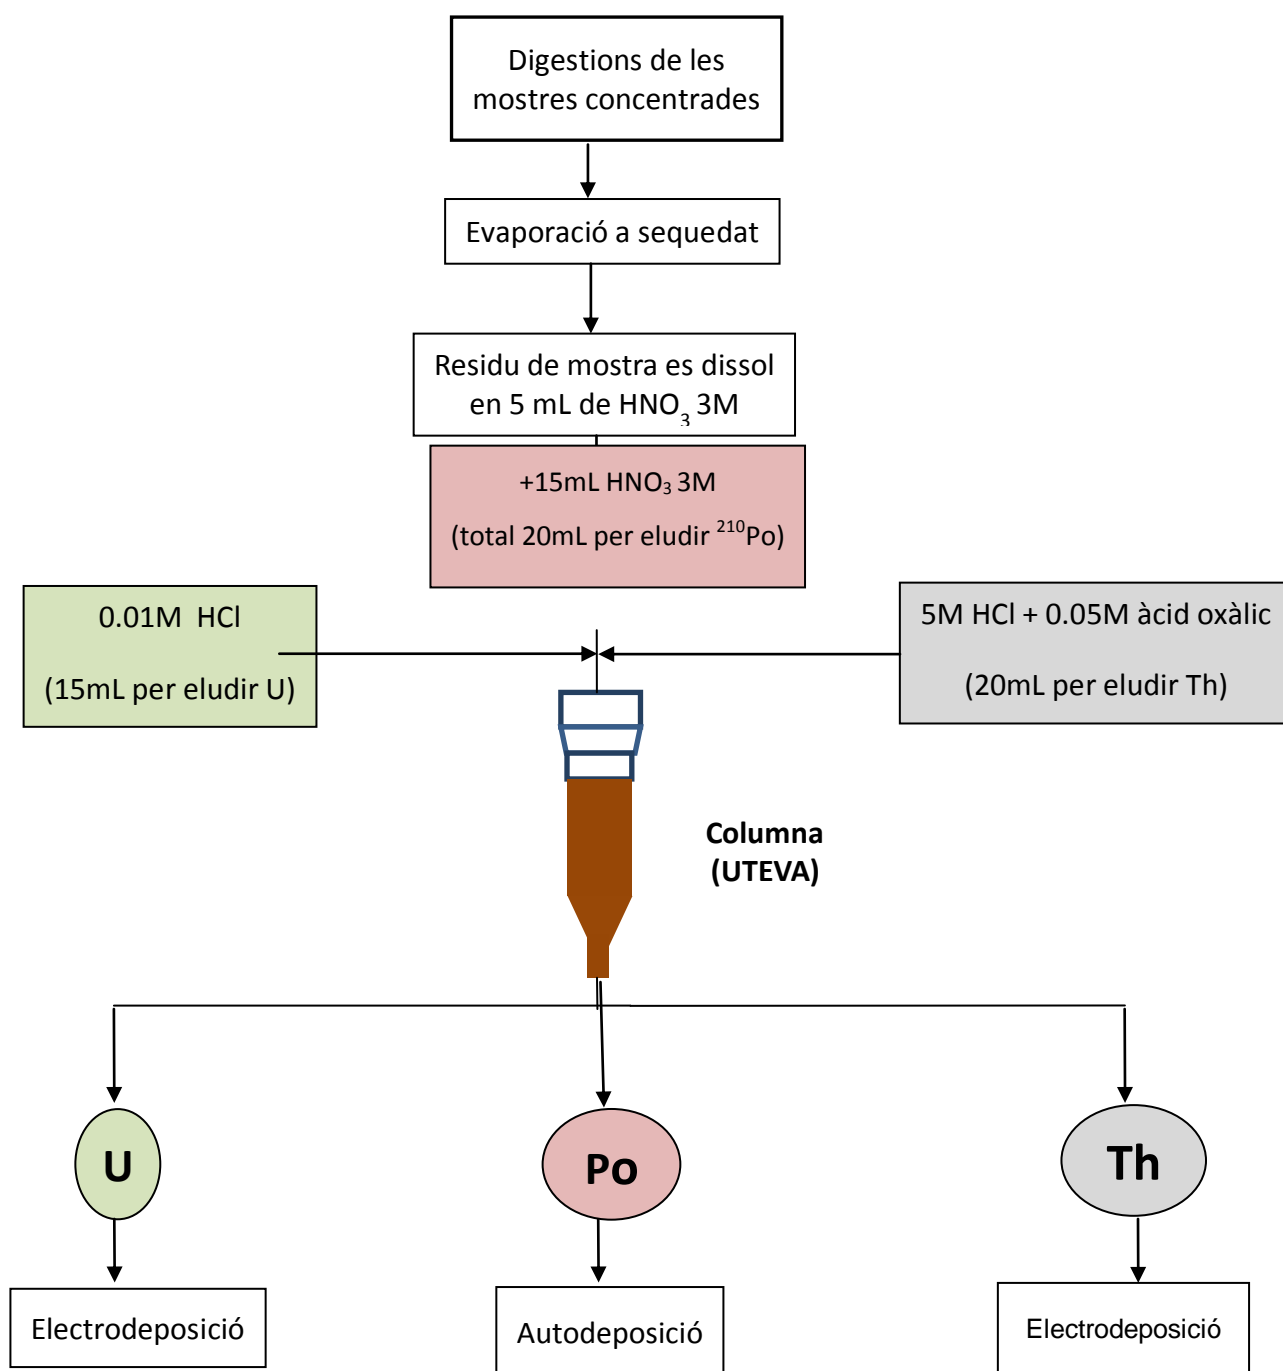 Digestions de les
mostres concentrades
Evaporació a sequedat
Residu de mostra es dissol
en 5 mL de HNO₃ 3M
+15mL HNO₃ 3M
(total 20mL per eludir ²¹⁰Po)
0.01M HCl
(15mL per eludir U)
5M HCl + 0.05M àcid oxàlic
(20mL per eludir Th)
Columna
(UTEVA)
U
Po
Th
Electrodeposició
Autodeposició
Electrodeposició